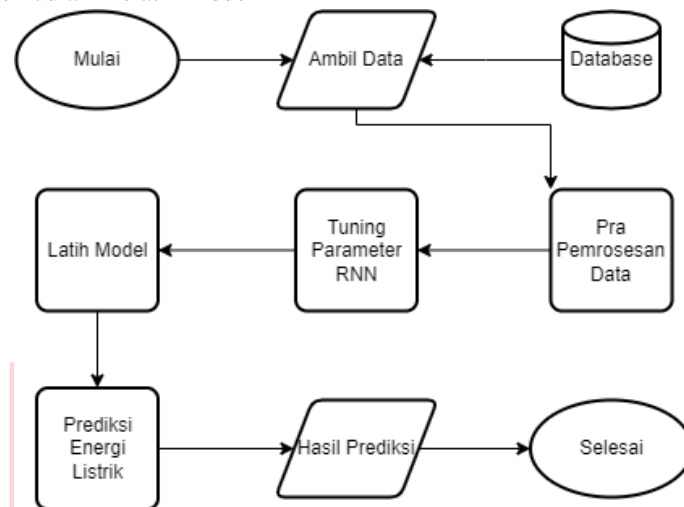 Mulai
Ambil Data
Database
Latih Model
Tuning
Parameter
RNN
Pra
Pemrosesan
Data
Prediksi
Energi
Listrik
Hasil Prediksi
Selesai